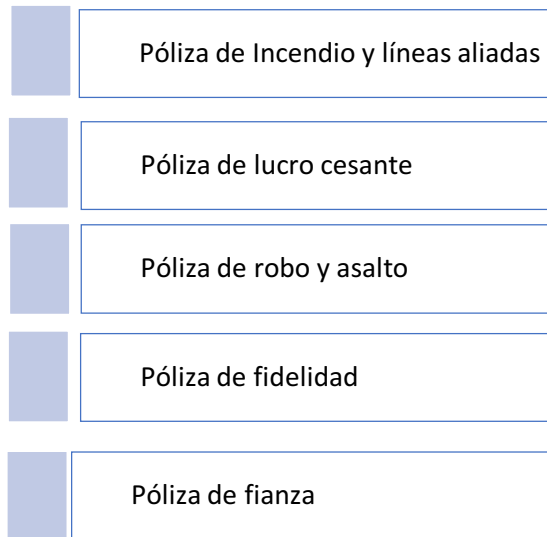 Póliza de Incendio y líneas aliadas
Póliza de lucro cesante
Póliza de robo y asalto
Póliza de fidelidad
Póliza de fianza